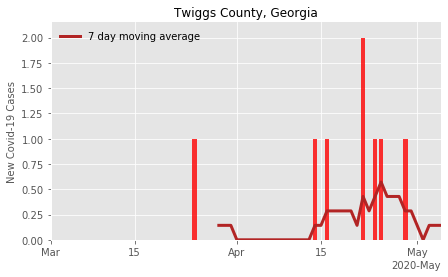 Twiggs County, Georgia
7 day moving average
New Covid-19 Cases
2.00
1.75
1.50
1.25
1.00
0.75
0.50
0.25
0.00
Mar
15
Apr
15
May
2020-May